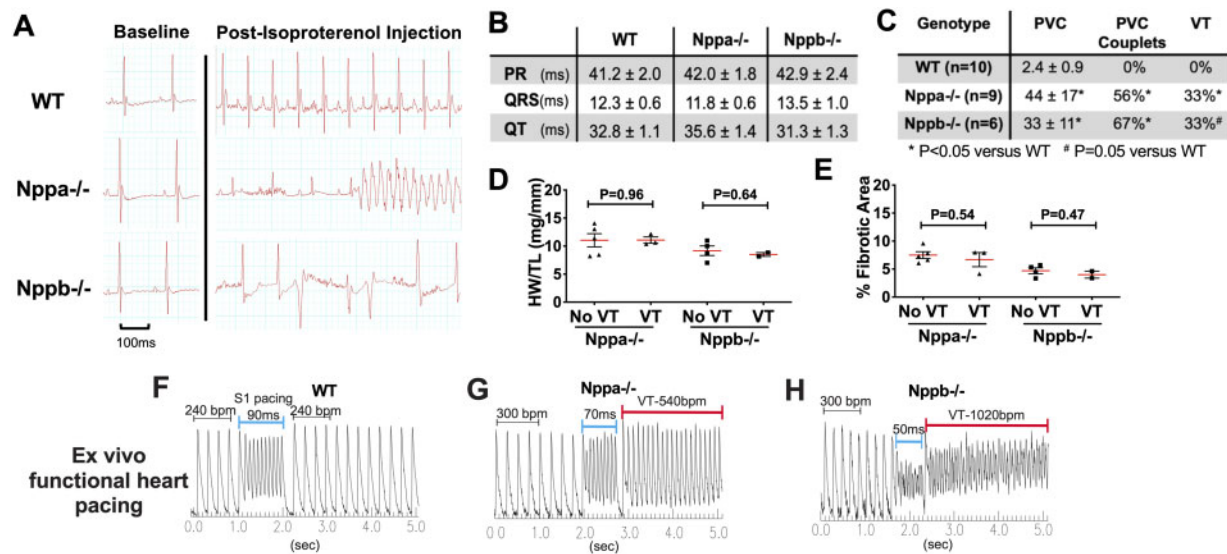 A
Baseline
Post-Isoproterenol Injection
WT
Nppa-/-
Nppb-/-
100ms
B
WT Nppa-/- Nppb-/-
PR (ms) 41.2 ± 2.0 42.0 ± 1.8 42.9 ± 2.4
QRS(ms) 12.3 ± 0.6 11.8 ± 0.6 13.5 ± 1.0
QT (ms) 32.8 ± 1.1 35.6 ± 1.4 31.3 ± 1.3
C
Genotype PVC PVC VT
Couplets
WT (n=10) 2.4 ± 0.9 0% 0%
Nppa-/- (n=9) 44 ± 17* 56%* 33%*
Nppb-/- (n=6) 33 ± 11* 67%* 33%#
* P<0.05 versus WT # P=0.05 versus WT
D
HW/TL (mg/mm)
20
15
10
5
0
P=0.96
P=0.64
No VT VT No VT VT
Nppa-/- Nppb-/-
E
% Fibrotic Area
20
15
10
5
0
P=0.54
P=0.47
No VT VT No VT VT
Nppa-/- Nppb-/-
Ex vivo
functional heart
pacing
F
WT
S1 pacing
240 bpm 90ms 240 bpm
0.0 1.0 2.0 3.0 4.0 5.0
(sec)
G
Nppa-/-
VT-540bpm
300 bpm 70ms
0.0 1.0 2.0 3.0 4.0 5.0
(sec)
H
Nppb-/-
VT-1020bpm
300 bpm 50ms
0.0 1.0 2.0 3.0 4.0 5.0
(sec)